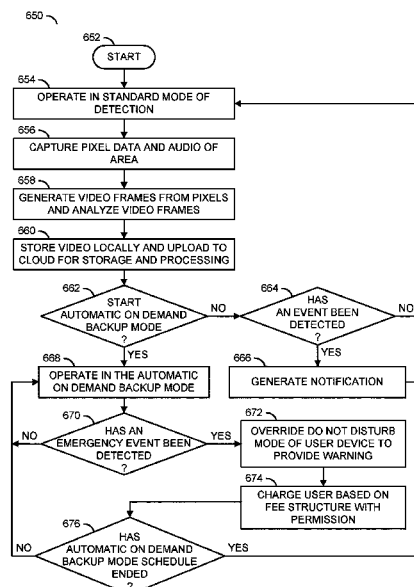 650
652
START
654
OPERATE IN STANDARD MODE OF
DETECTION
656
CAPTURE PIXEL DATA AND AUDIO OF
AREA
658
GENERATE VIDEO FRAMES FROM PIXELS
AND ANALYZE VIDEO FRAMES
660
STORE VIDEO LOCALLY AND UPLOAD TO
CLOUD FOR STORAGE AND PROCESSING
662
START
AUTOMATIC ON DEMAND
BACKUP MODE
?
NO
YES
664
HAS
AN EVENT BEEN
DETECTED
?
NO
YES
666
GENERATE NOTIFICATION
668
OPERATE IN THE AUTOMATIC
ON DEMAND BACKUP MODE
670
HAS AN
EMERGENCY EVENT BEEN
DETECTED
?
NO
YES
672
OVERRIDE DO NOT DISTURB
MODE OF USER DEVICE TO
PROVIDE WARNING
674
CHARGE USER BASED ON
FEE STRUCTURE WITH
PERMISSION
676
HAS
AUTOMATIC ON DEMAND
BACKUP MODE SCHEDULE
ENDED
?
NO
YES